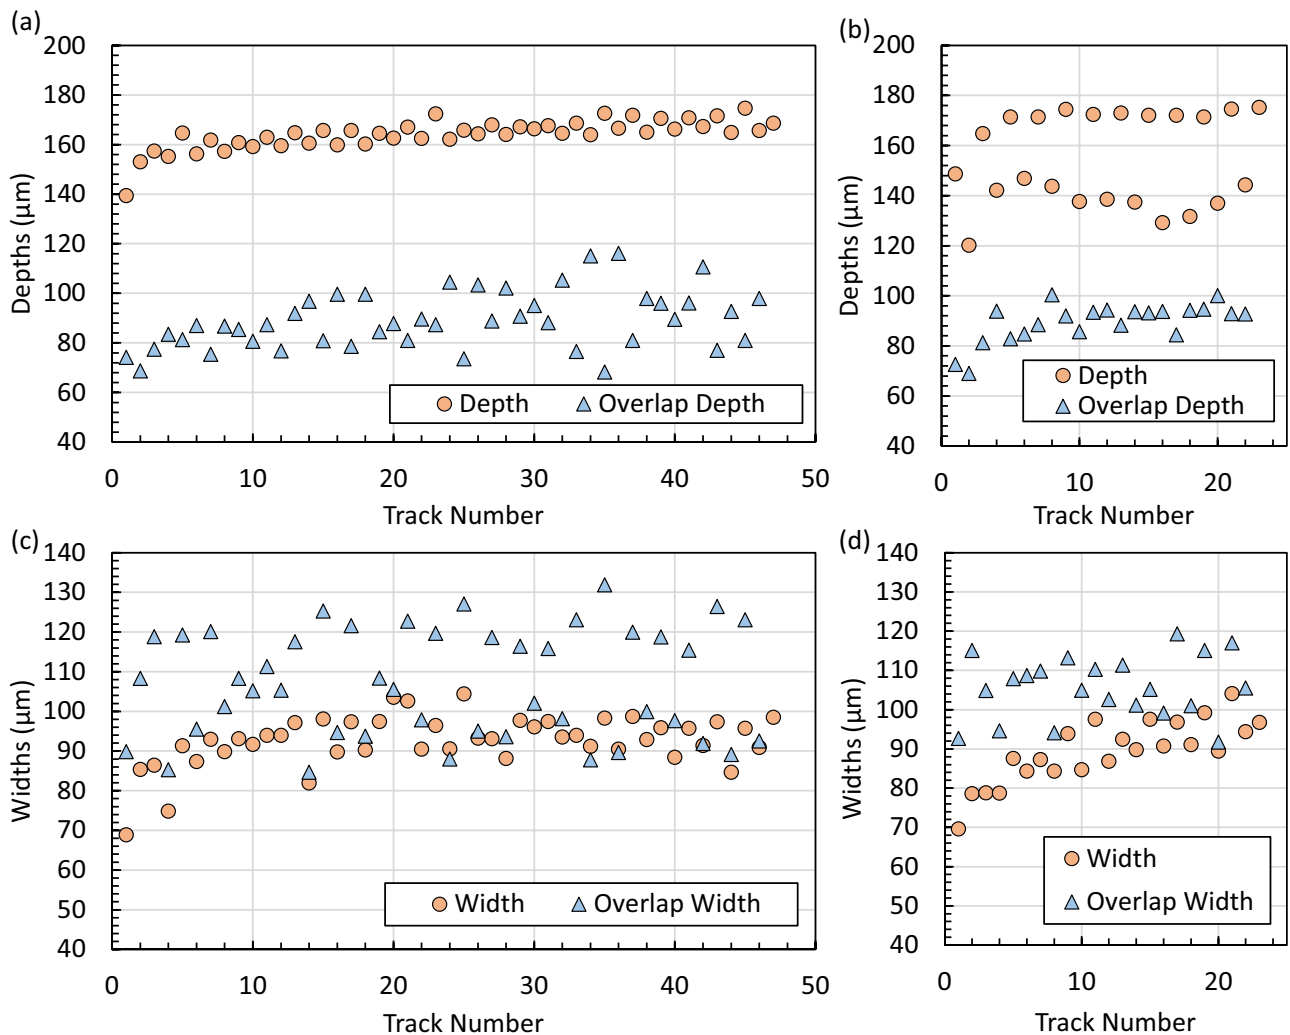 (a)
200
180
160
140
120
100
80
60
40
Depths (µm)
Depth Overlap Depth
0 10 20 30 40 50
Track Number
(b)
200
180
160
140
120
100
80
60
40
Depths (µm)
Depth
Overlap Depth
0 10 20
Track Number
(c)
140
130
120
110
100
90
80
70
60
50
40
Widths (µm)
Width Overlap Width
0 10 20 30 40 50
Track Number
(d)
140
130
120
110
100
90
80
70
60
50
40
Widths (µm)
Width
Overlap Width
0 10 20
Track Number